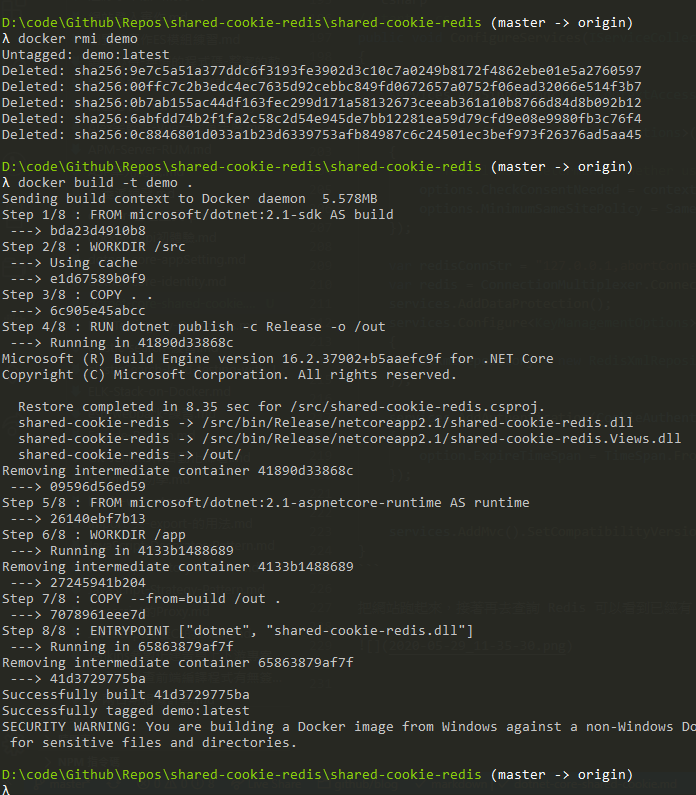 D:\code\Github\Repos\shared-cookie-redis (master -> origin)
λ docker rmi demo
Untagged: demo:latest
Deleted: sha256:9e7c5a51a377ddc6f3193fe3902d3c10c7a0249b8172f4862ebe01e5a2760597
Deleted: sha256:00ffc7c2b3edc4ec7635d92cebbc849fd0672657a0752f06ead32066e514f3b7
Deleted: sha256:0b7ab155ac44df163fec299d171a58132673ceeab361a10b8766d84d8b092b12
Deleted: sha256:6abfdd74b2f1fa2c58c2d54e945de7bb12281ea59d79cfd9e08e9980fb3c76f4
Deleted: sha256:0c8846801d033a1b23d6339753afb84987c6c24501ec3bef973f26376ad5aa45
D:\code\Github\Repos\shared-cookie-redis (master -> origin)
λ docker build -t demo .
Sending build context to Docker daemon  5.578MB
Step 1/8 : FROM microsoft/dotnet:2.1-sdk AS build
 ---> bda23d4910b8
Step 2/8 : WORKDIR /src
 ---> Using cache
 ---> e1d67589b0f9
Step 3/8 : COPY . .
 ---> 6c905e45abcc
Step 4/8 : RUN dotnet publish -c Release -o /out
 ---> Running in 41890d33868c
Microsoft (R) Build Engine version 16.2.37902+b5aaefc9f for .NET Core
Copyright (C) Microsoft Corporation. All rights reserved.
  Restore completed in 8.35 sec for /src/shared-cookie-redis.csproj.
  shared-cookie-redis -> /src/bin/Release/netcoreapp2.1/shared-cookie-redis.dll
  shared-cookie-redis -> /src/bin/Release/netcoreapp2.1/shared-cookie-redis.Views.dll
  shared-cookie-redis -> /out/
Removing intermediate container 41890d33868c
 ---> 09596d56ed59
Step 5/8 : FROM microsoft/dotnet:2.1-aspnetcore-runtime AS runtime
 ---> 26140ebf7b13
Step 6/8 : WORKDIR /app
 ---> Running in 4133b1488689
Removing intermediate container 4133b1488689
 ---> 27245941b204
Step 7/8 : COPY --from=build /out .
 ---> 7078961eee7d
Step 8/8 : ENTRYPOINT ["dotnet", "shared-cookie-redis.dll"]
 ---> Running in 65863879af7f
Removing intermediate container 65863879af7f
 ---> 41d3729775ba
Successfully built 41d3729775ba
Successfully tagged demo:latest
SECURITY WARNING: You are building a Docker image from Windows against a non-Windows Do
 for sensitive files and directories.
D:\code\Github\Repos\shared-cookie-redis (master -> origin)
λ